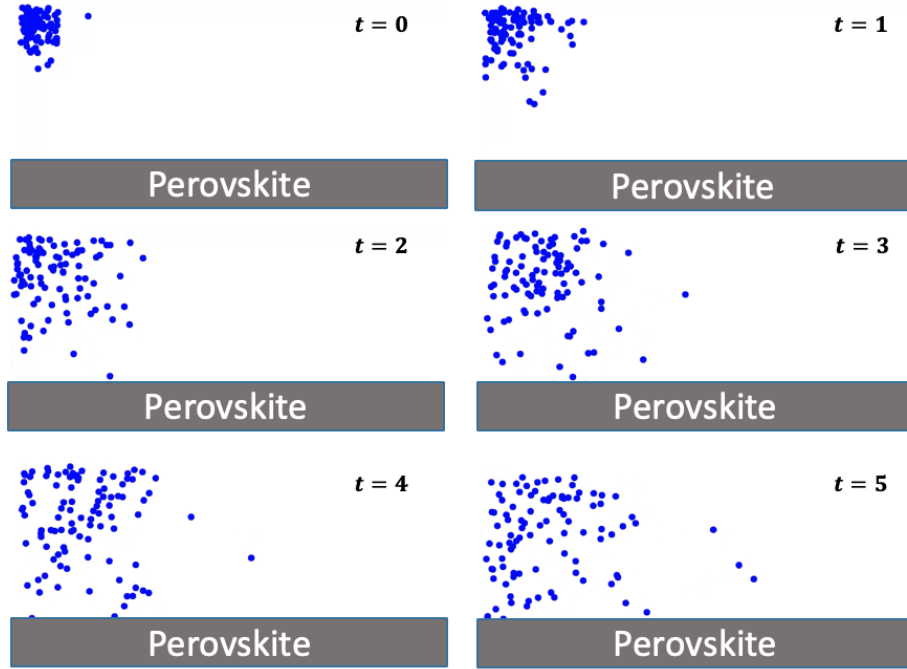 t = 0
t = 1
Perovskite
Perovskite
t = 2
t = 3
Perovskite
Perovskite
t = 4
t = 5
Perovskite
Perovskite